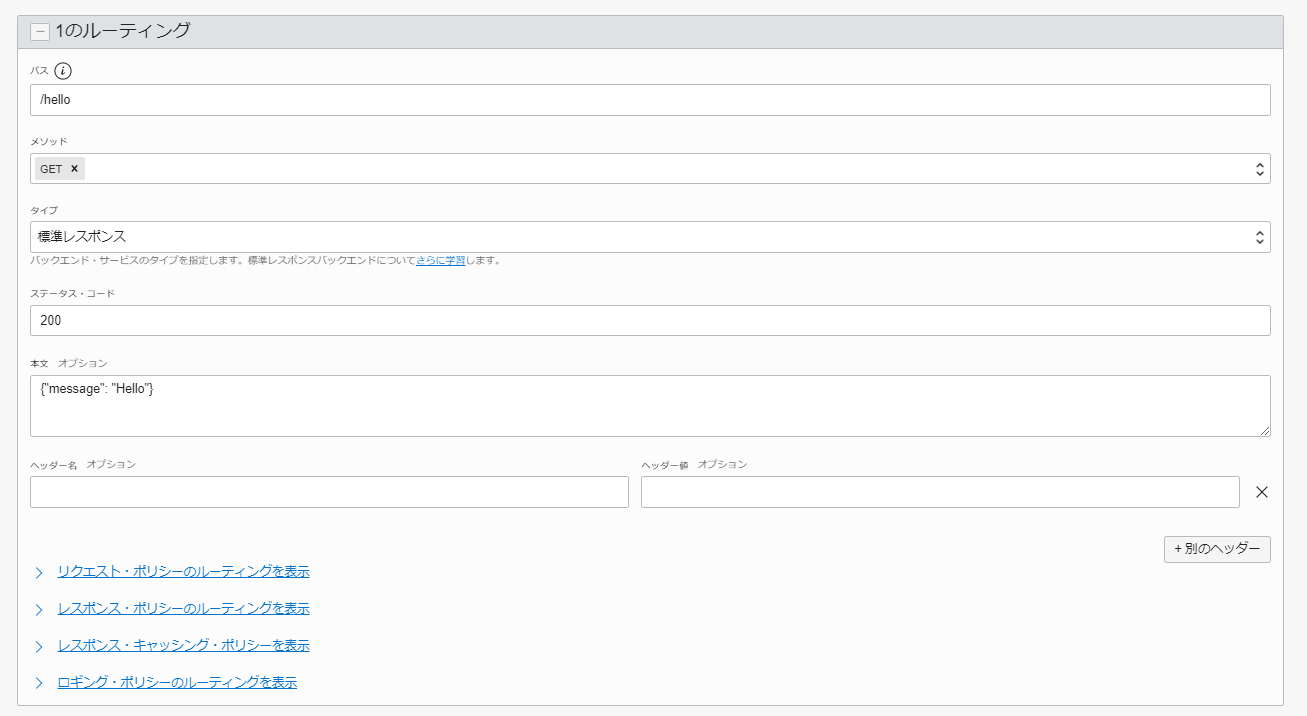 1のルーティング
パス
/hello
メソッド
GET ×
タイプ
標準レスポンス
バックエンド・サービスのタイプを指定します。標準レスポンスバックエンドについてさらに学習します。
ステータス・コード
200
本文 オプション
{"message": "Hello"}
ヘッダー名 オプション ヘッダー値 オプション
+ 別のヘッダー
リクエスト・ポリシーのルーティングを表示
レスポンス・ポリシーのルーティングを表示
レスポンス・キャッシング・ポリシーを表示
ロギング・ポリシーのルーティングを表示